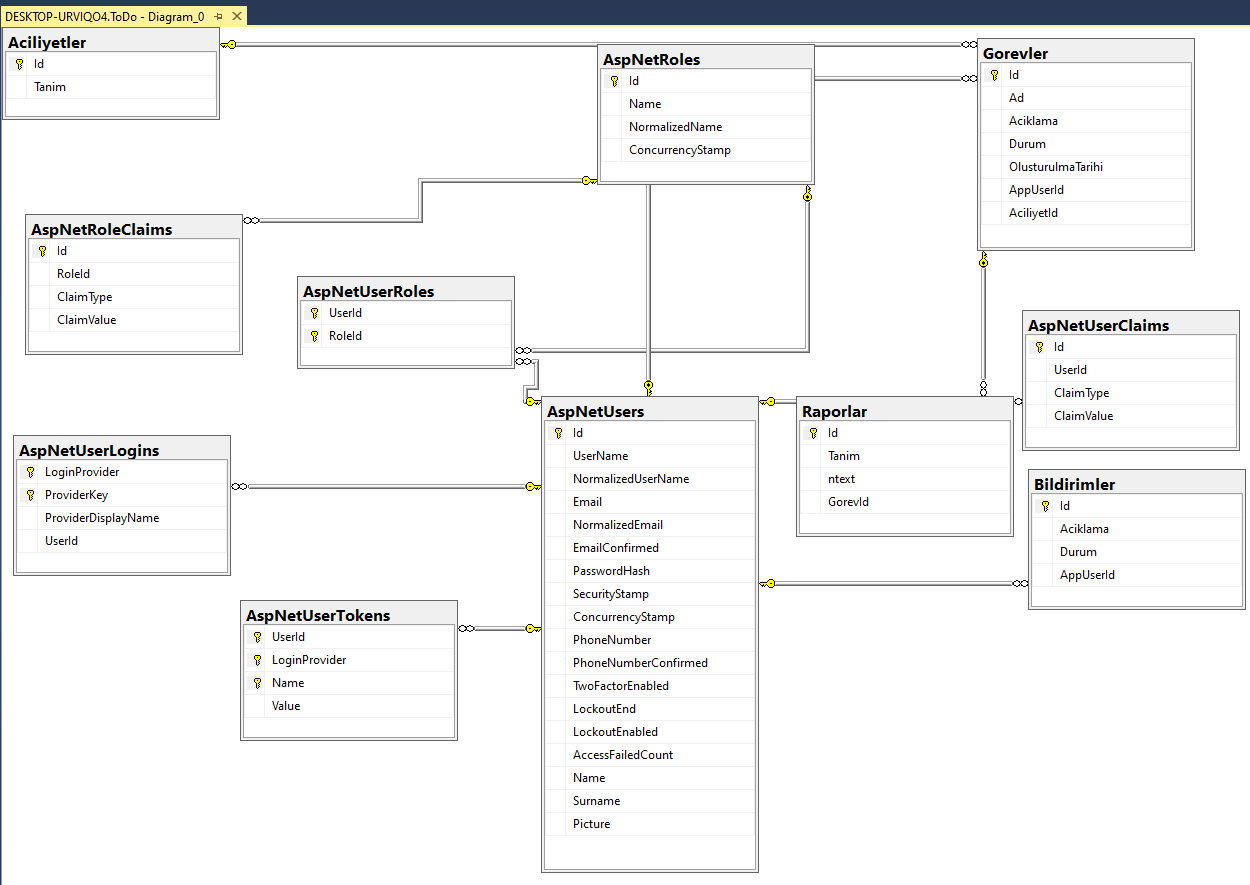 DESKTOP-URVIQO4.ToDo - Diagram_0
Aciliyetler
Id
Tanim
AspNetRoles
Id
Name
NormalizedName
ConcurrencyStamp
Gorevler
Id
Ad
Aciklama
Durum
OlusturulmaTarihi
AppUserId
AciliyetId
AspNetRoleClaims
Id
RoleId
ClaimType
ClaimValue
AspNetUserRoles
UserId
RoleId
AspNetUserClaims
Id
UserId
ClaimType
ClaimValue
AspNetUsers
Id
UserName
NormalizedUserName
Email
NormalizedEmail
EmailConfirmed
PasswordHash
SecurityStamp
ConcurrencyStamp
PhoneNumber
PhoneNumberConfirmed
TwoFactorEnabled
LockoutEnd
LockoutEnabled
AccessFailedCount
Name
Surname
Picture
Raporlar
Id
Tanim
ntext
GorevId
AspNetUserLogins
LoginProvider
ProviderKey
ProviderDisplayName
UserId
Bildirimler
Id
Aciklama
Durum
AppUserId
AspNetUserTokens
UserId
LoginProvider
Name
Value